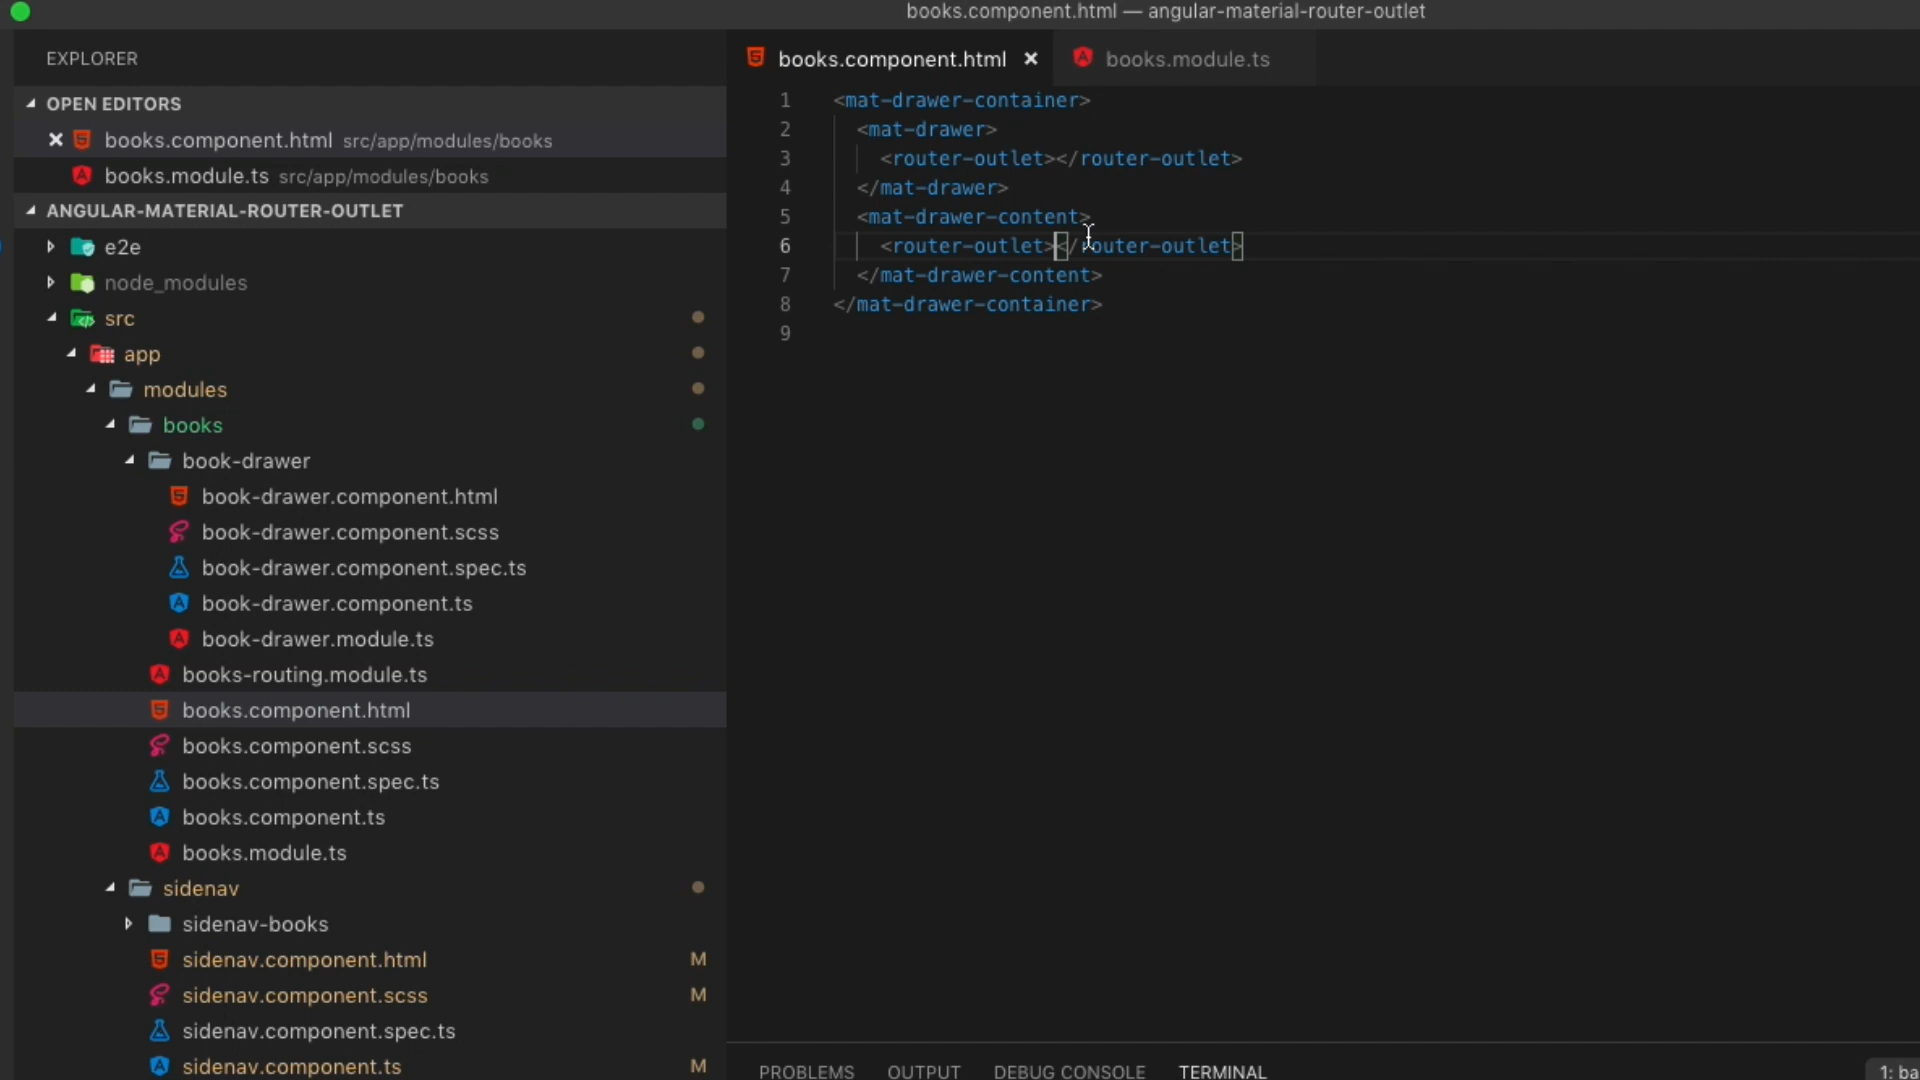 books.component.html — angular-material-router-outlet
EXPLORER
OPEN EDITORS
books.component.html src/app/modules/books
books.module.ts src/app/modules/books
ANGULAR-MATERIAL-ROUTER-OUTLET
e2e
node_modules
src
app
modules
books
book-drawer
book-drawer.component.html
book-drawer.component.scss
book-drawer.component.spec.ts
book-drawer.component.ts
book-drawer.module.ts
books-routing.module.ts
books.component.html
books.component.scss
books.component.spec.ts
books.component.ts
books.module.ts
sidenav
sidenav-books
sidenav.component.html M
sidenav.component.scss M
sidenav.component.spec.ts
sidenav.component.ts M
books.component.html books.module.ts
1 <mat-drawer-container>
2 <mat-drawer>
3 <router-outlet></router-outlet>
4 </mat-drawer>
5 <mat-drawer-content>
6 <router-outlet></router-outlet>
7 </mat-drawer-content>
8 </mat-drawer-container>
9
PROBLEMS OUTPUT DEBUG CONSOLE TERMINAL 1: ba